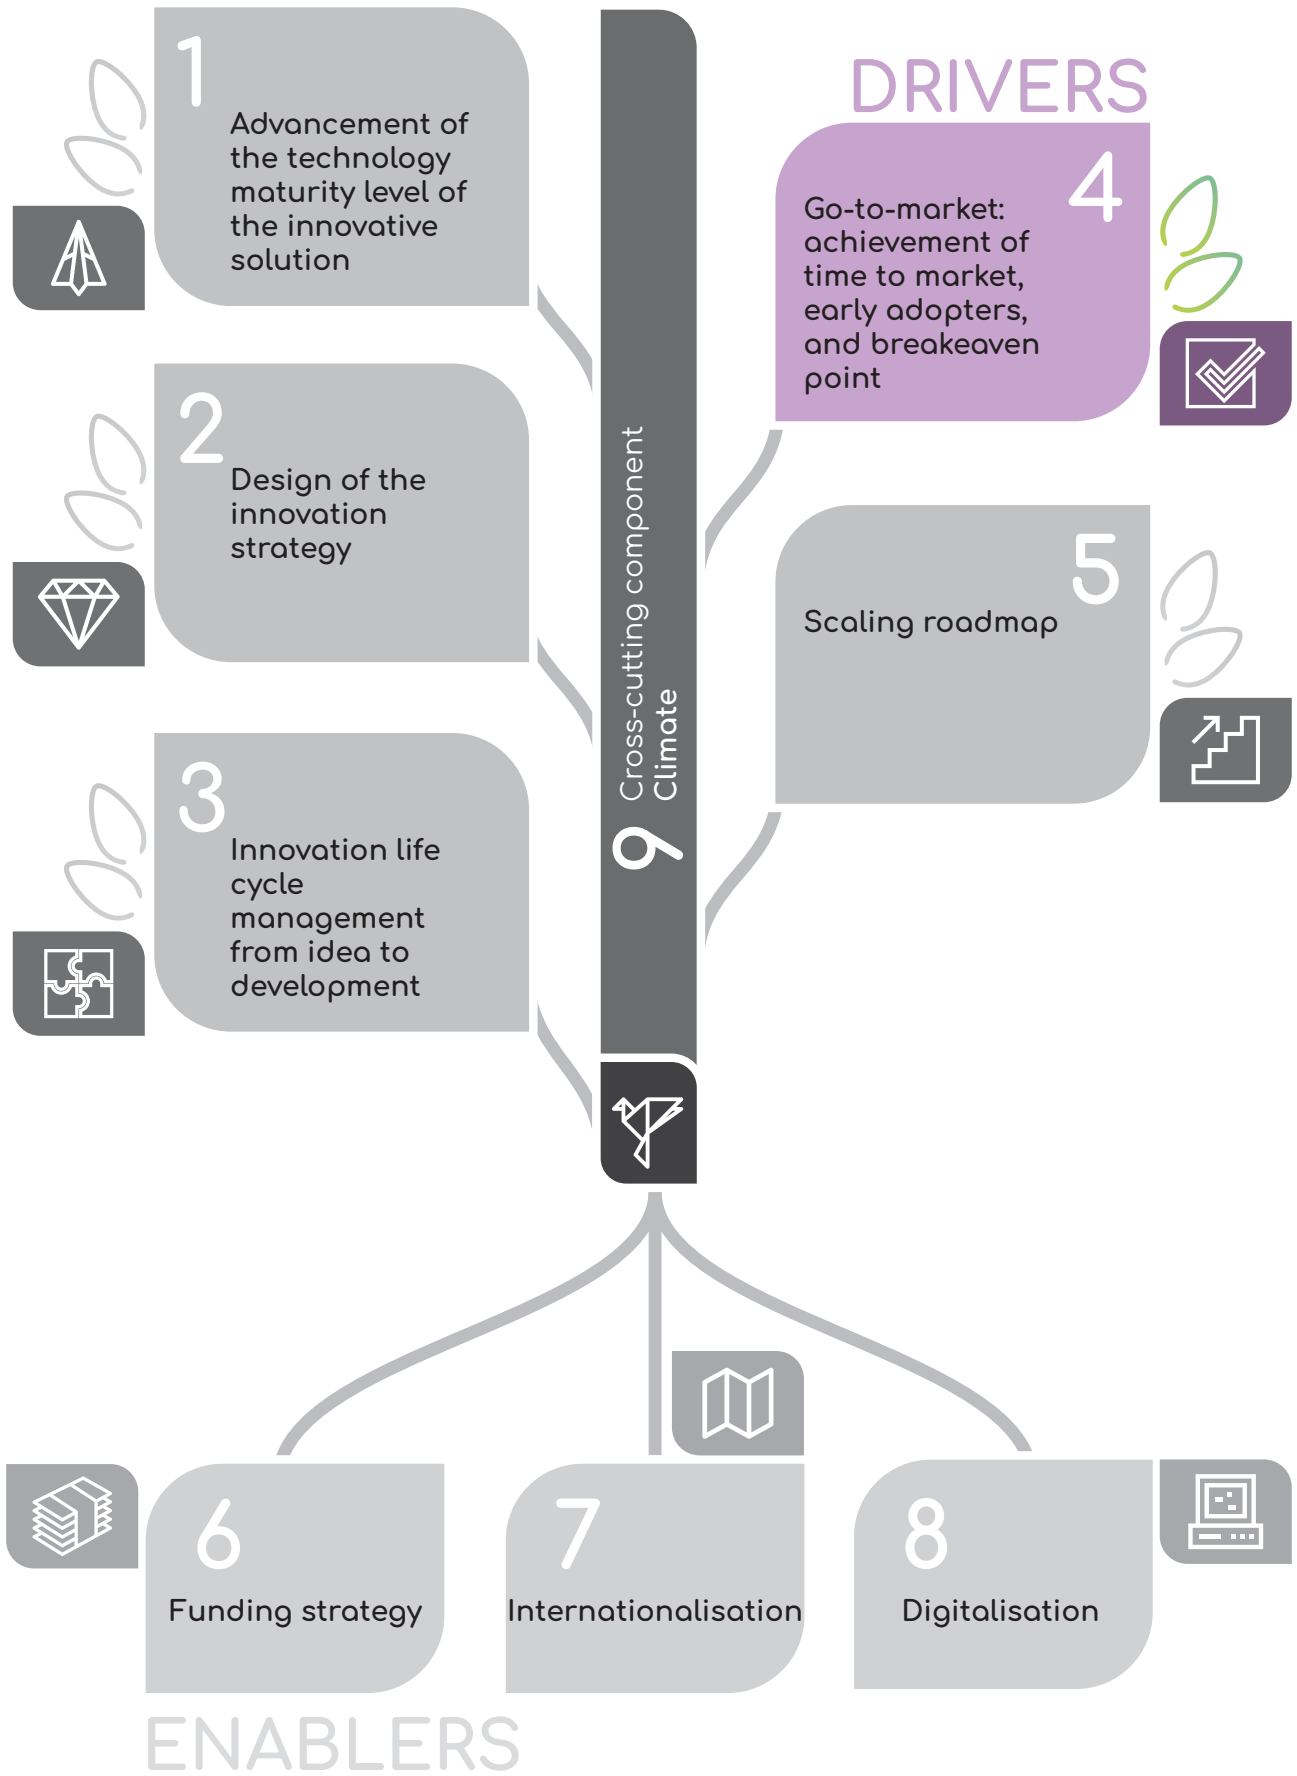 1
Advancement of
the technology
maturity level of
the innovative
solution
2
Design of the
innovation
strategy
3
Innovation life
cycle
management
from idea to
development
9
Cross-cutting component
Climate
DRIVERS
4
Go-to-market:
achievement of
time to market,
early adopters,
and breakeaven
point
5
Scaling roadmap
6
Funding strategy
7
Internationalisation
8
Digitalisation
ENABLERS